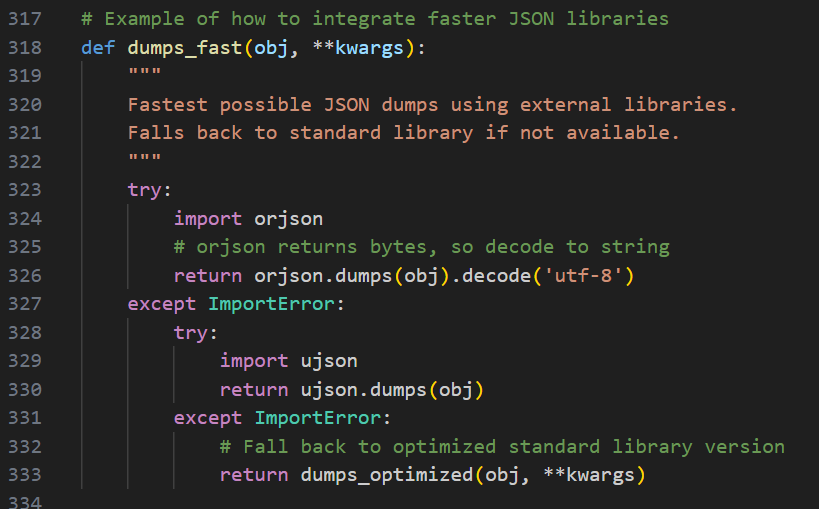 317 # Example of how to integrate faster JSON libraries
318 def dumps_fast(obj, **kwargs):
319     """
320     Fastest possible JSON dumps using external libraries.
321     Falls back to standard library if not available.
322     """
323     try:
324         import orjson
325         # orjson returns bytes, so decode to string
326         return orjson.dumps(obj).decode('utf-8')
327     except ImportError:
328         try:
329             import ujson
330             return ujson.dumps(obj)
331         except ImportError:
332             # Fall back to optimized standard library version
333             return dumps_optimized(obj, **kwargs)
334